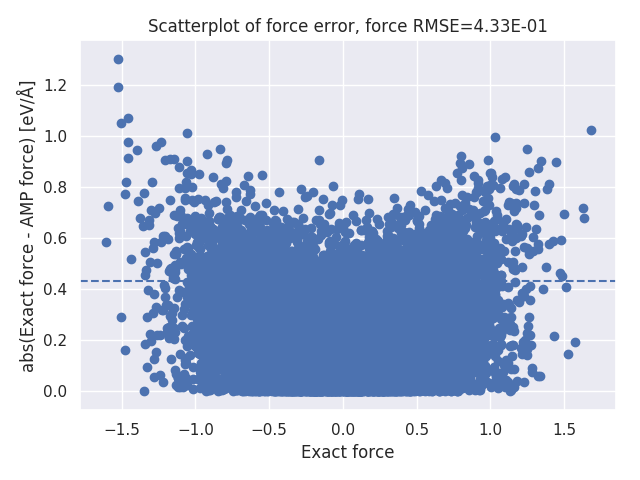 Scatterplot of force error, force RMSE=4.33E-01
abs(Exact force - AMP force) [eV/Å]
1.2
1.0
0.8
0.6
0.4
0.2
0.0
−1.5 −1.0 −0.5 0.0 0.5 1.0 1.5
Exact force